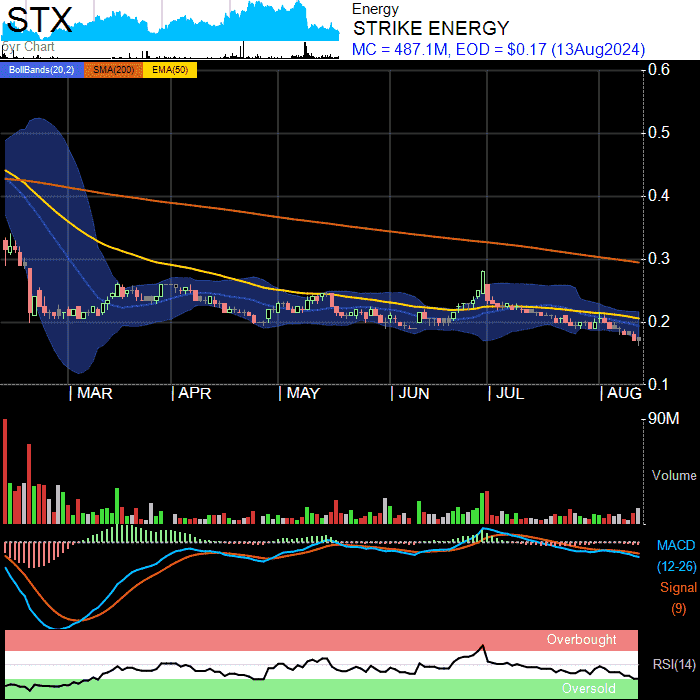 STX
5yr Chart
Energy
STRIKE ENERGY
MC = 487.1M, EOD = $0.17 (13Aug2024)
BollBands(20,2) SMA(200) EMA(50)
0.6
0.5
0.4
0.3
0.2
0.1
MAR APR MAY JUN JUL AUG
90M
Volume
MACD
(12-26)
Signal
(9)
Overbought
RSI(14)
Oversold